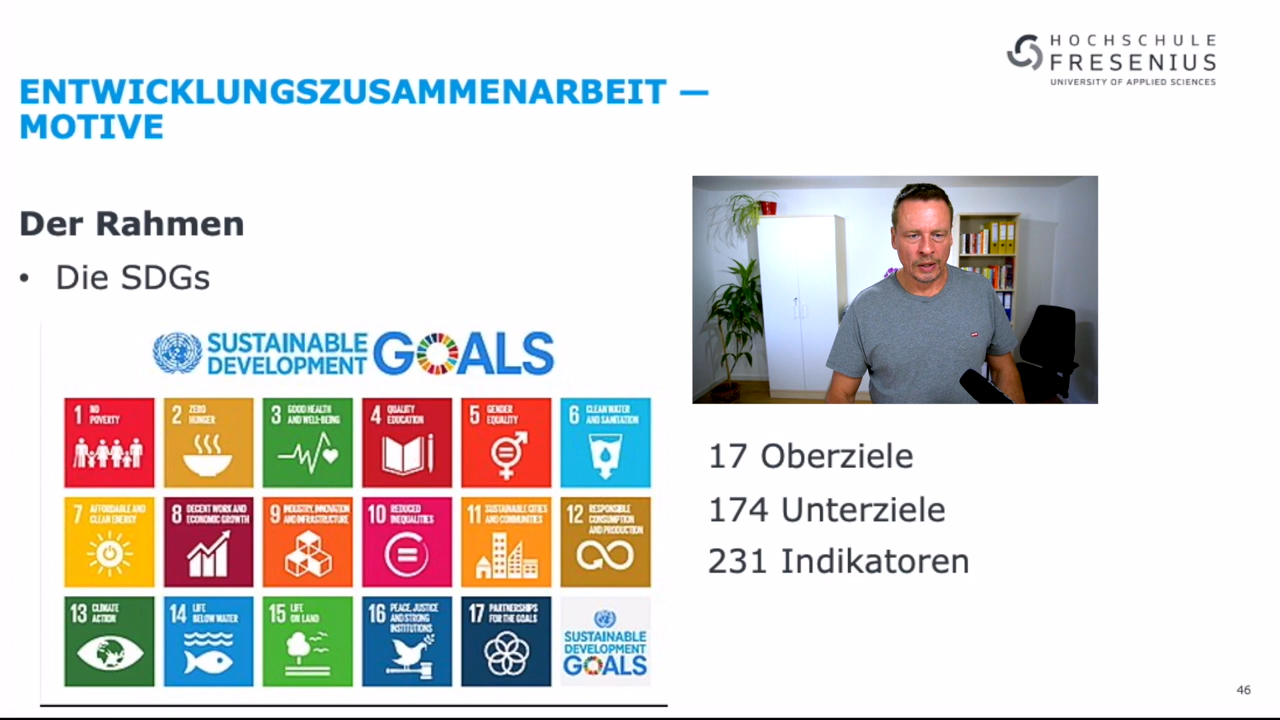 HOCHSCHULE
FRESENIUS
UNIVERSITY OF APPLIED SCIENCES
ENTWICKLUNGSZUSAMMENARBEIT —
MOTIVE
Der Rahmen
• Die SDGs
SUSTAINABLE
DEVELOPMENT
GOALS
1 NO
POVERTY
2 ZERO
HUNGER
3 GOOD HEALTH
AND WELL-BEING
4 QUALITY
EDUCATION
5 GENDER
EQUALITY
6 CLEAN WATER
AND SANITATION
7 AFFORDABLE AND
CLEAN ENERGY
8 DECENT WORK AND
ECONOMIC GROWTH
9 INDUSTRY, INNOVATION
AND INFRASTRUCTURE
10 REDUCED
INEQUALITIES
11 SUSTAINABLE CITIES
AND COMMUNITIES
12 RESPONSIBLE
CONSUMPTION
AND PRODUCTION
13 CLIMATE
ACTION
14 LIFE
BELOW WATER
15 LIFE
ON LAND
16 PEACE, JUSTICE
AND STRONG
INSTITUTIONS
17 PARTNERSHIPS
FOR THE GOALS
SUSTAINABLE
DEVELOPMENT
GOALS
17 Oberziele
174 Unterziele
231 Indikatoren
46